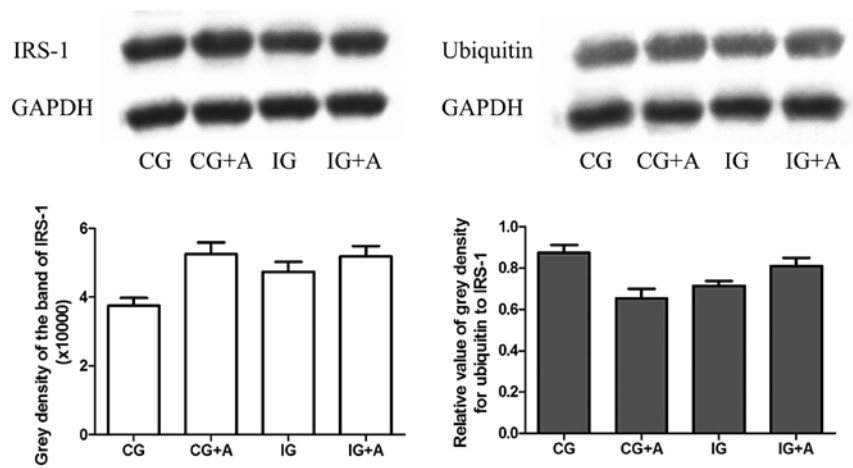 IRS-1
GAPDH
CG CG+A IG IG+A
Ubiquitin
GAPDH
CG CG+A IG IG+A
Grey density of the band of IRS-1
(x10000)
6
4
2
0
CG CG+A IG IG+A
Relative value of grey density
for ubiquitin to IRS-1
1.0
0.8
0.6
0.4
0.2
0.0
CG CG+A IG IG+A